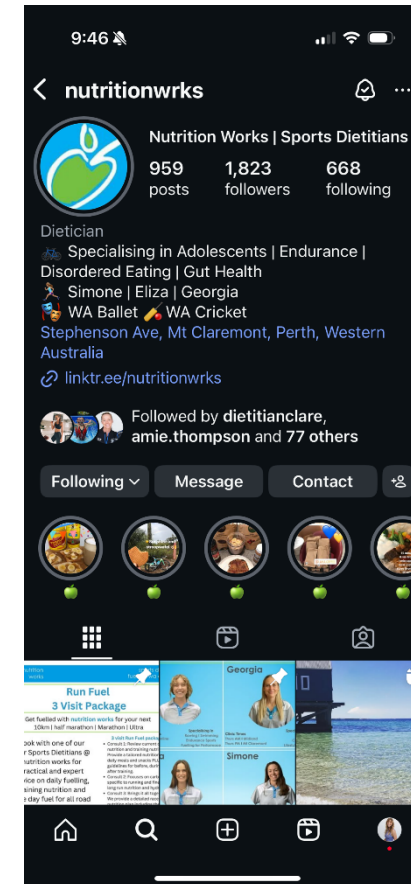 9:46
nutritionwrks
Nutrition Works | Sports Dietitians
959
1,823
668
posts
followers
following
Dietician
Specialising in Adolescents | Endurance |
Disordered Eating | Gut Health
Simone | Eliza | Georgia
WA Ballet WA Cricket
Stephenson Ave, Mt Claremont, Perth, Western
Australia
linktr.ee/nutritionwrks
Followed by dietitianclare,
amie.thompson and 77 others
Following
Message
Contact
Run Fuel
3 Visit Package
Get fuelled with nutrition works for your next
10km | half marathon | Marathon | Ultra
Georgia
Simone